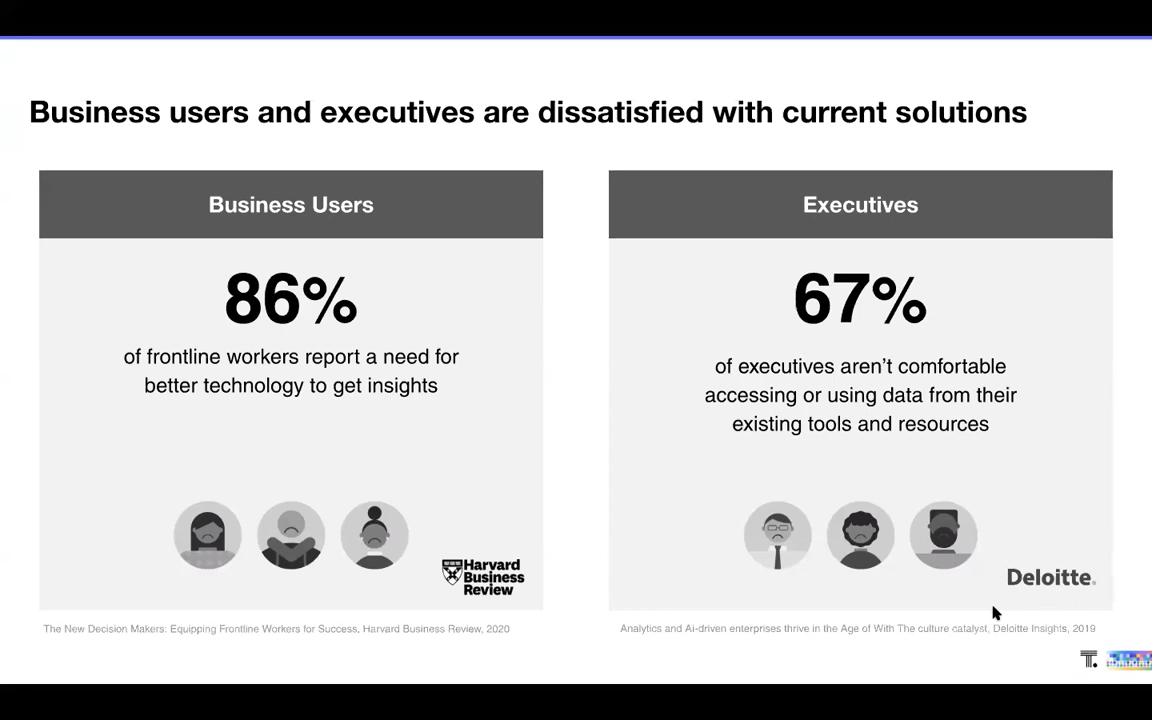 Business users and executives are dissatisfied with current solutions
Business Users
86%
of frontline workers report a need for
better technology to get insights
Harvard
Business
Review
The New Decision Makers: Equipping Frontline Workers for Success, Harvard Business Review, 2020
Executives
67%
of executives aren’t comfortable
accessing or using data from their
existing tools and resources
Deloitte.
Analytics and Ai-driven enterprises thrive in the Age of With The culture catalyst, Deloitte Insights, 2019
T.